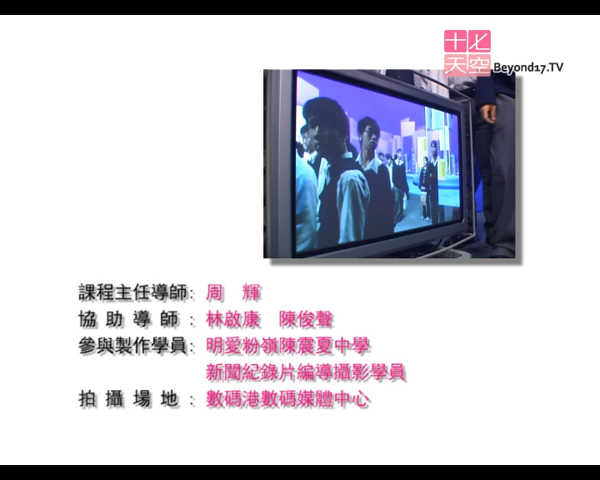 十七
天空
Beyond17.TV
課程主任導師: 周 輝
協助導師: 林啟康 陳俊聲
參與製作學員: 明愛粉嶺陳震夏中學
新聞紀錄片編導攝影學員
拍攝場地: 數碼港數碼媒體中心